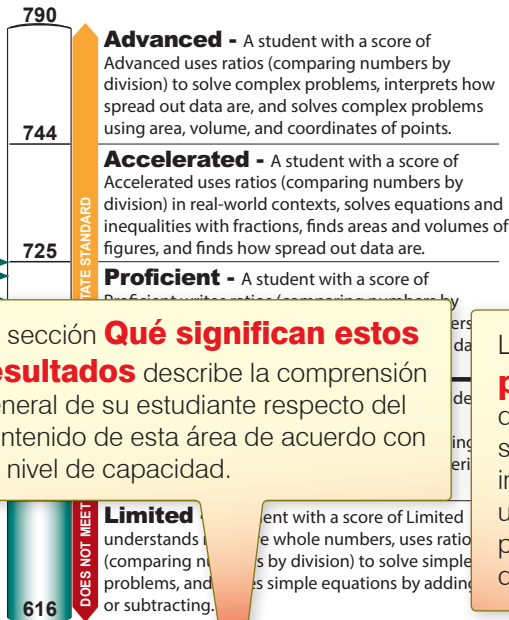 790
Advanced - A student with a score of
Advanced uses ratios (comparing numbers by
division) to solve complex problems, interprets how
spread out data are, and solves complex problems
using area, volume, and coordinates of points.
744
Accelerated - A student with a score of
Accelerated uses ratios (comparing numbers by
division) in real-world contexts, solves equations and
inequalities with fractions, finds areas and volumes of
figures, and finds how spread out data are.
725
TATE STANDARD
Proficient - A student with a score of
sección Qué significan estos
esultados describe la comprensión
eneral de su estudiante respecto del
ntenido de esta área de acuerdo con
nivel de capacidad.
DOES NOT MEET
Limited ent with a score of Limited
understands e whole numbers, uses ratio
(comparing nu s by division) to solve simple
problems, and s simple equations by adding
or subtracting.
616